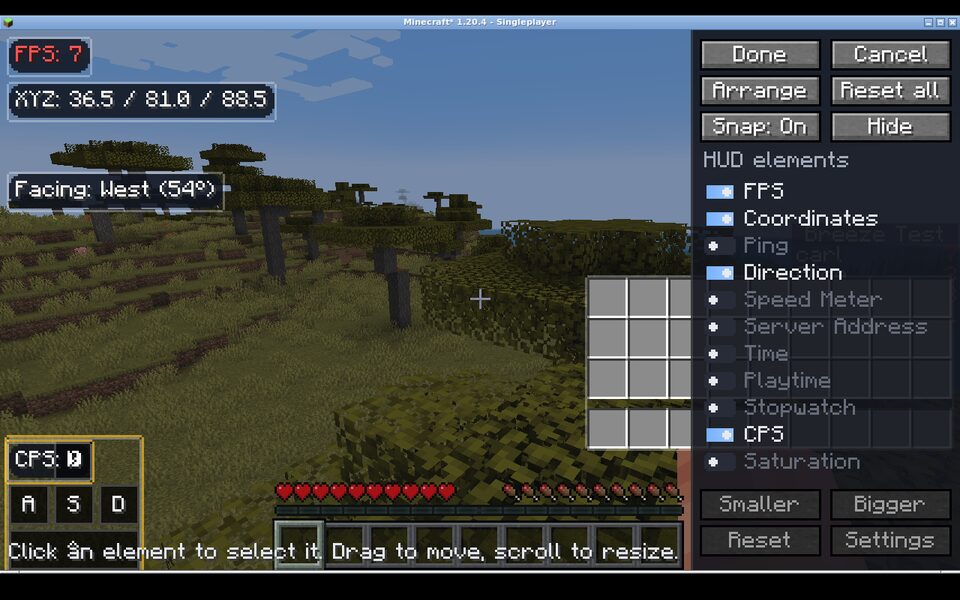 Minecraft* 1.20.4 - Singleplayer
FPS: 7
XYZ: 36.5 / 81.0 / 88.5
Facing: West (54°)
CPS: 0
A S D
Click an element to select it. Drag to move, scroll to resize.
Done Cancel
Arrange Reset all
Snap: On Hide
HUD elements
FPS
Coordinates
Breeze Test
Ping
carl
Direction
Speed Meter
Server Address
Time
Playtime
Stopwatch
CPS
Saturation
Smaller Bigger
Reset Settings